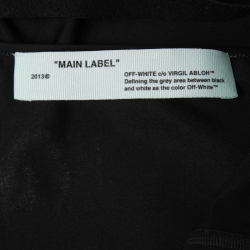 "MAIN LABEL"
2013©
OFF-WHITE c/o VIRGIL ABLOH™
Defining the grey area between black
and white as the color Off-White™